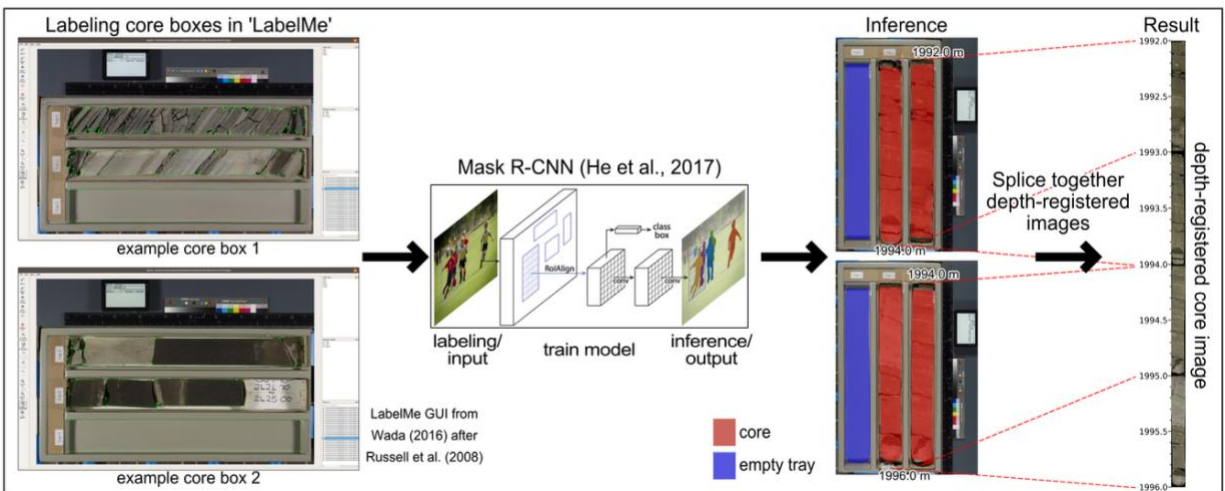 Labeling core boxes in 'LabelMe'
example core box 1
example core box 2
Mask R-CNN (He et al., 2017)
RoIAlign
class
box
conv
conv
labeling/
input
train model
inference/
output
LabelMe GUI from
Wada (2016) after
Russell et al. (2008)
Inference
1992.0 m
1994.0 m
1994.0 m
1996.0 m
core
empty tray
Splice together
depth-registered
images
Result
1992.0
1992.5
1993.0
1993.5
1994.0
1994.5
1995.0
1995.5
1996.0
depth-registered core image